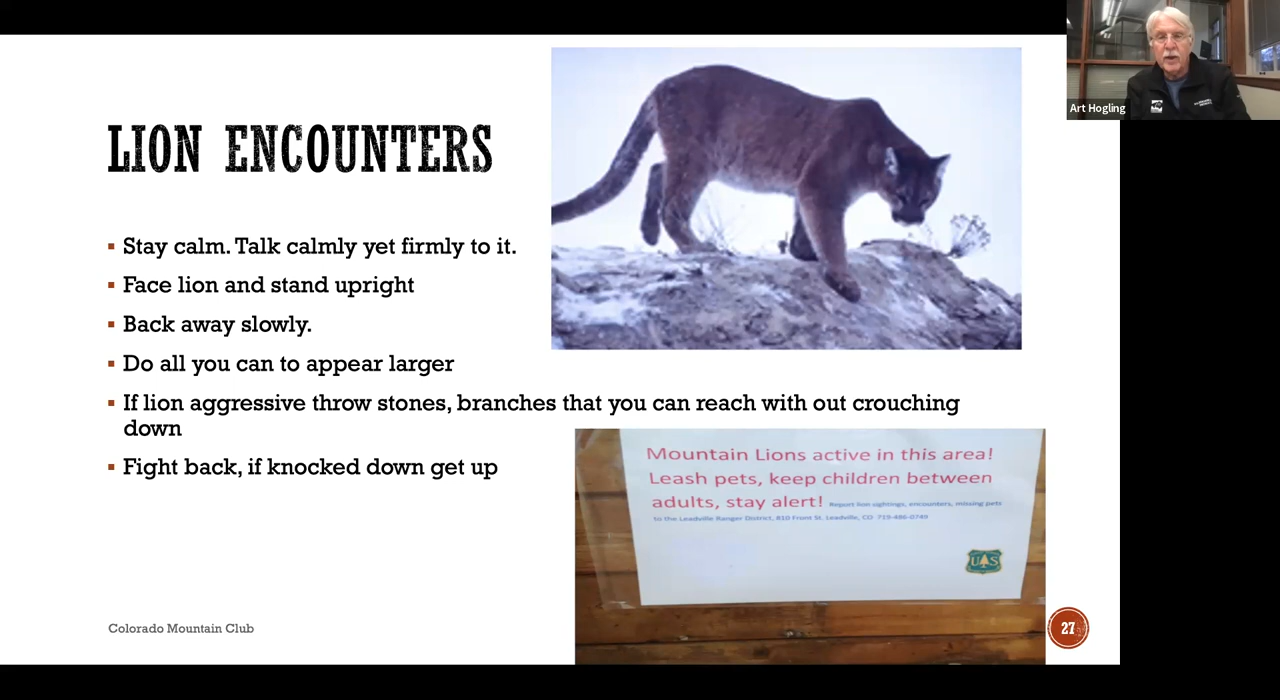 Art Hogling
LION ENCOUNTERS
Stay calm. Talk calmly yet firmly to it.
Face lion and stand upright
Back away slowly.
Do all you can to appear larger
If lion aggressive throw stones, branches that you can reach with out crouching
down
Fight back, if knocked down get up
Mountain Lions active in this area!
Leash pets, keep children between
adults, stay alert! Report lion sightings, encounters, missing pets
to the Leadville Ranger District, 810 Front St. Leadville, CO 719-486-0749
U S
Colorado Mountain Club
27